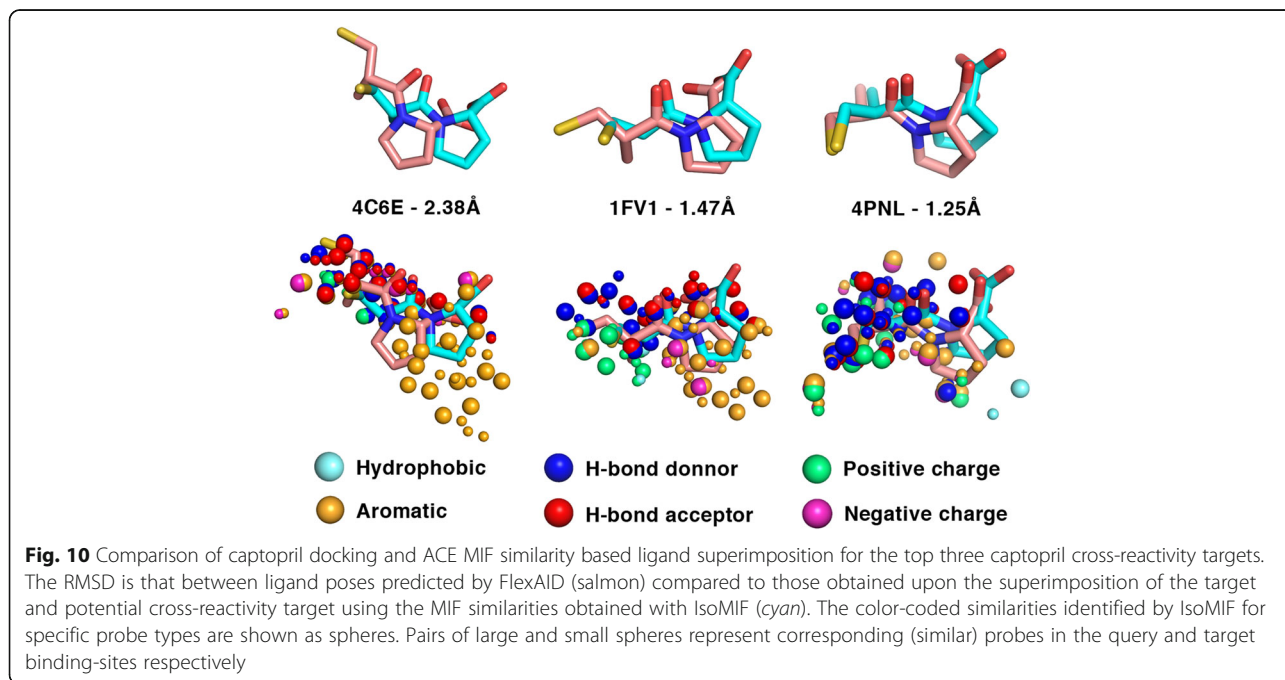 4C6E - 2.38Å 1FV1 - 1.47Å 4PNL - 1.25Å
Hydrophobic H-bond donnor Positive charge
Aromatic H-bond acceptor Negative charge
Fig. 10 Comparison of captopril docking and ACE MIF similarity based ligand superimposition for the top three captopril cross-reactivity targets.
The RMSD is that between ligand poses predicted by FlexAID (salmon) compared to those obtained upon the superimposition of the target
and potential cross-reactivity target using the MIF similarities obtained with IsoMIF (cyan). The color-coded similarities identified by IsoMIF for
specific probe types are shown as spheres. Pairs of large and small spheres represent corresponding (similar) probes in the query and target
binding-sites respectively